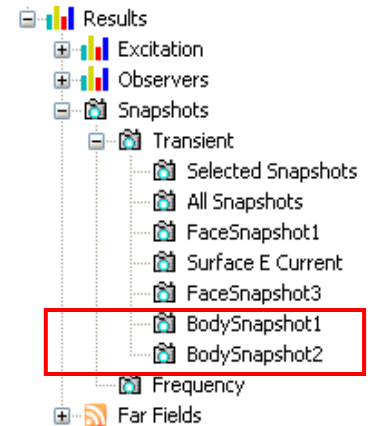 Results
Excitation
Observers
Snapshots
Transient
Selected Snapshots
All Snapshots
FaceSnapshot1
Surface E Current
FaceSnapshot3
BodySnapshot1
BodySnapshot2
Frequency
Far Fields